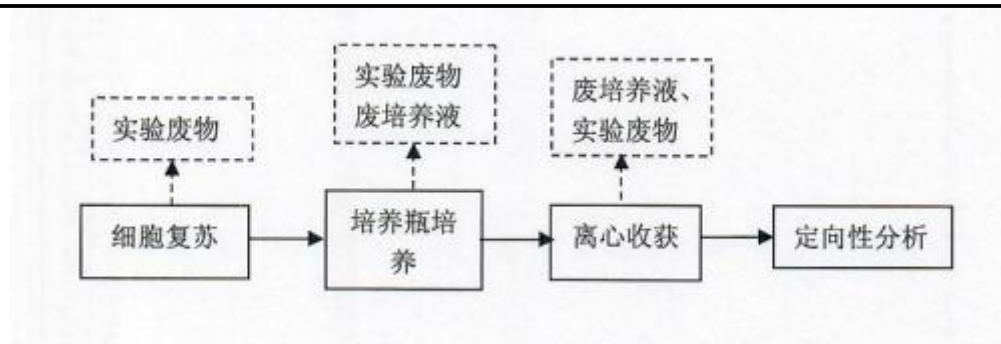 实验废物
实验废物
废培养液
废培养液、
实验废物
细胞复苏
培养瓶培
养
离心收获
定向性分析